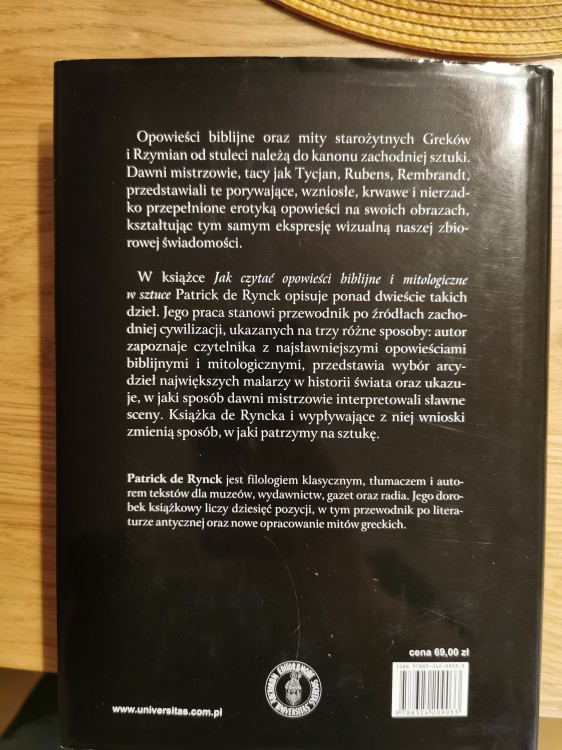 Opowieści biblijne oraz mity starożytnych Greków
i Rzymian od stuleci należą do kanonu zachodniej sztuki.
Dawni mistrzowie, tacy jak Tycjan, Rubens, Rembrandt,
przedstawiali te porywające, wzniosłe, krwawe i nierzad-
ko przepełnione erotyką opowieści na swoich obrazach,
kształtując tym samym ekspresję wizualną naszej zbio-
rowej świadomości.
W książce Jak czytać opowieści biblijne i mitologiczne
w sztuce Patrick de Rynck opisuje ponad dwieście takich
dzieł. Jego praca stanowi przewodnik po źródłach zacho-
dniej cywilizacji, ukazanych na trzy różne sposoby: autor
zapoznaje czytelnika z najsławniejszymi opowieściami
biblijnymi i mitologicznymi, przedstawia wybór arcy-
dzieł największych malarzy w historii świata oraz ukazu-
je, w jaki sposób dawni mistrzowie interpretowali sławne
sceny. Książka de Ryncka i wypływające z niej wnioski
zmienią sposób, w jaki patrzymy na sztukę.
Patrick de Rynck jest filologiem klasycznym, tłumaczem i auto-
rem tekstów dla muzeów, wydawnictw, gazet oraz radia. Jego doro-
bek książkowy liczy dziesięć pozycji, w tym przewodnik po litera-
turze antycznej oraz nowe opracowanie mitów greckich.
cena 69,00 zł
www.universitas.com.pl